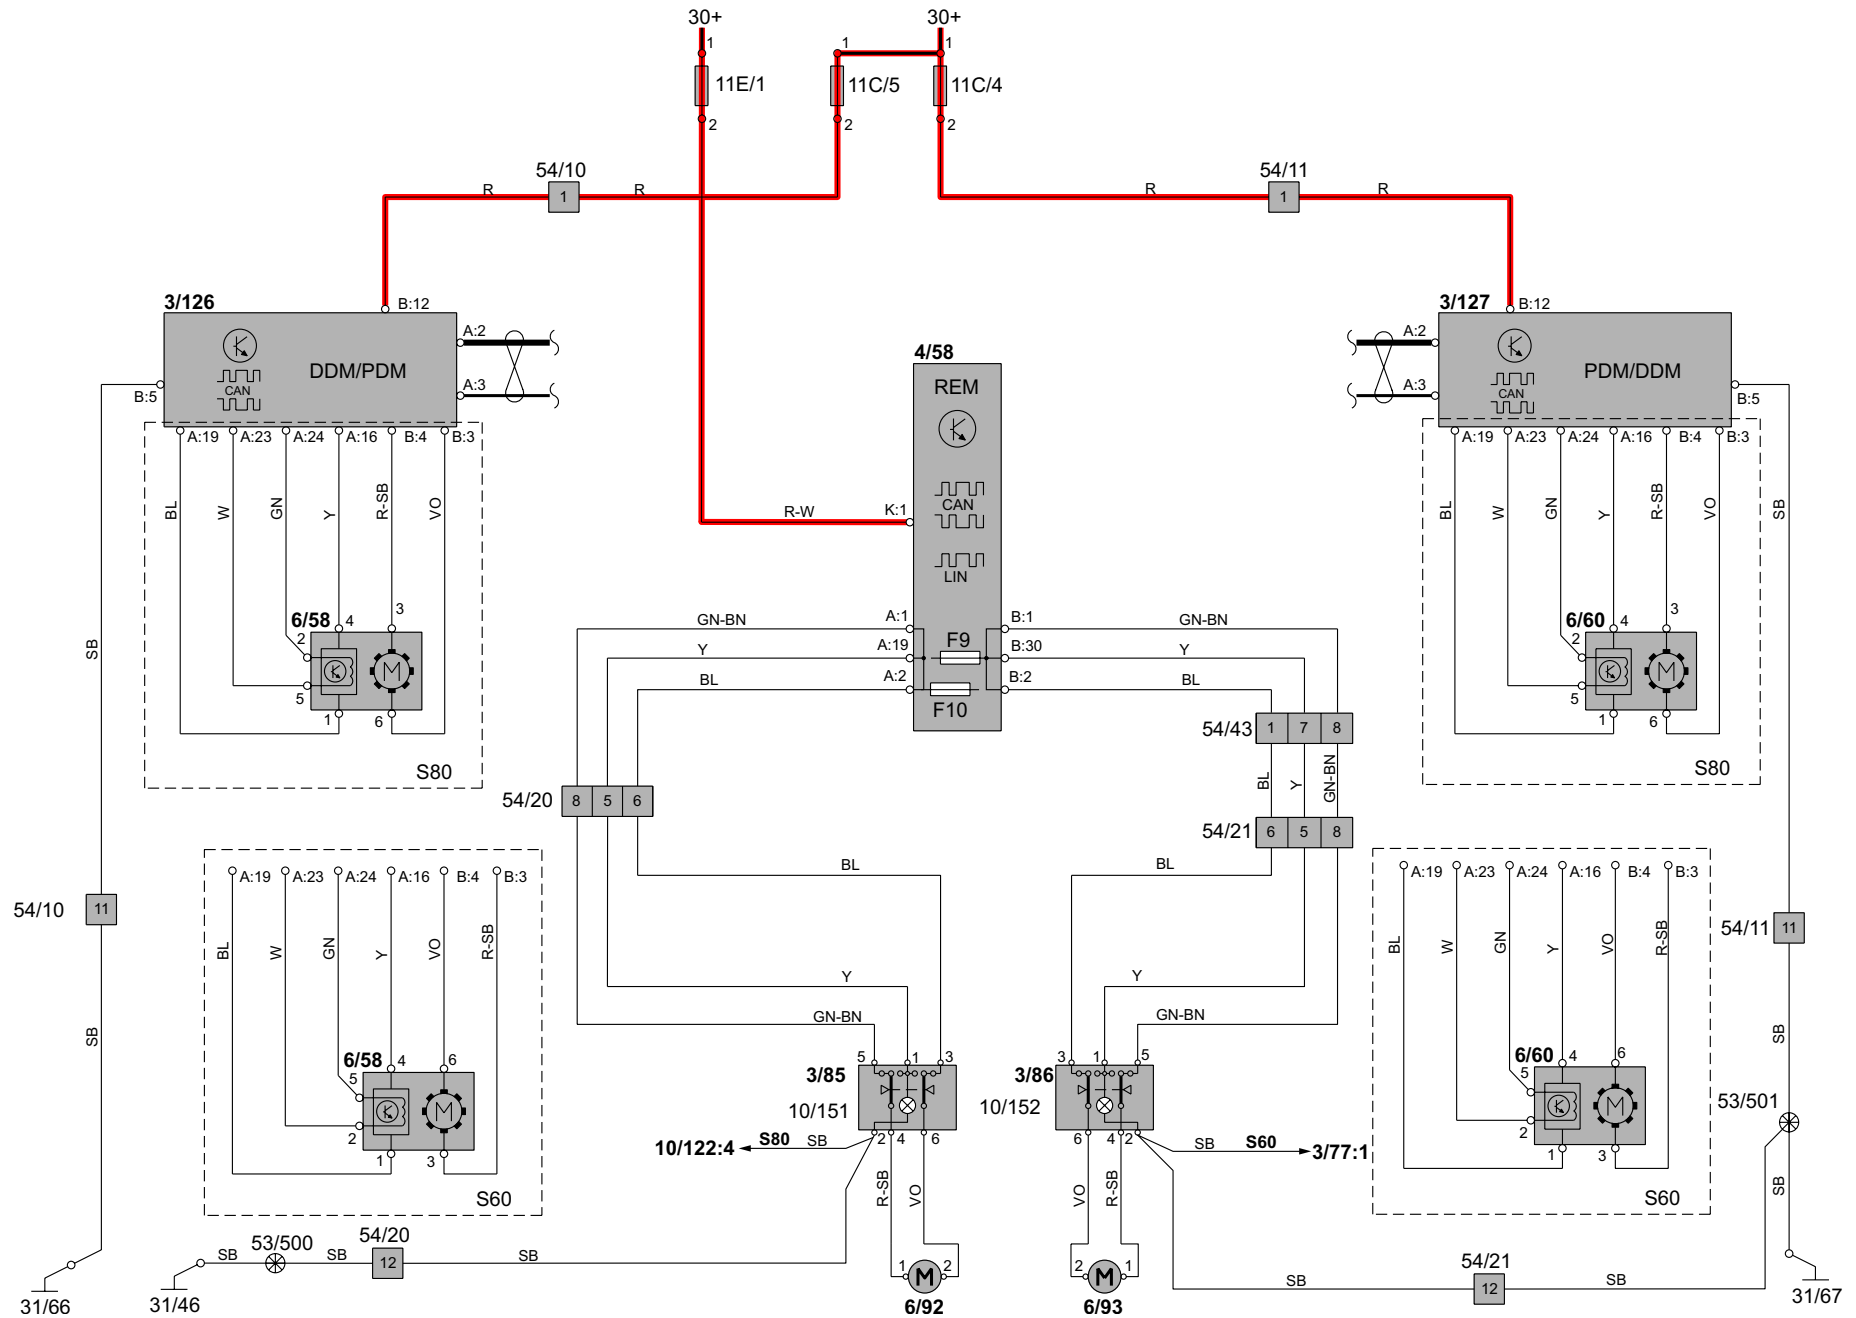 30+ 30+
1 1 1
11E/1 11C/5 11C/4
2 2 2
54/10 54/11
R 1 R R 1 R
3/126 B:12 3/127 B:12
A:2 A:2
DDM/PDM CAN 4/58 CAN PDM/DDM
B:5 A:3 REM A:3 B:5
A:19 A:23 A:24 A:16 B:4 B:3 A:19 A:23 A:24 A:16 B:4 B:3
BL W GN Y R-SB VO R-W K:1 CAN BL W GN Y R-SB VO SB
LIN
6/58 4 3 GN-BN A:1 B:1 GN-BN 6/60 4 3
SB 2 M Y A:19 F9 B:30 Y 2 M
5 BL A:2 B:2 BL 5
1 6 F10 1 6
54/43 1 7 8
S80 S80
BL Y GN-BN
54/20 8 5 6
54/21 6 5 8
BL BL
A:19 A:23 A:24 A:16 B:4 B:3 A:19 A:23 A:24 A:16 B:4 B:3
54/10 11 54/11 11
BL W GN Y VO R-SB BL W GN Y VO R-SB
Y Y
SB GN-BN GN-BN SB
6/58 4 6 5 1 3 3 1 5 6/60 4 6
5 M 3/85 3/86 5 M
2 10/151 10/152 2 53/501
1 3 2 4 6 6 4 2 1 3
10/122:4 S80 SB SB S60 3/77:1
S60 R-SB VO VO R-SB S60 SB
53/500 54/20
SB SB 12 SB 54/21
1 M 2 2 M 1 SB 12 SB
31/66 31/46 6/92 6/93 31/67